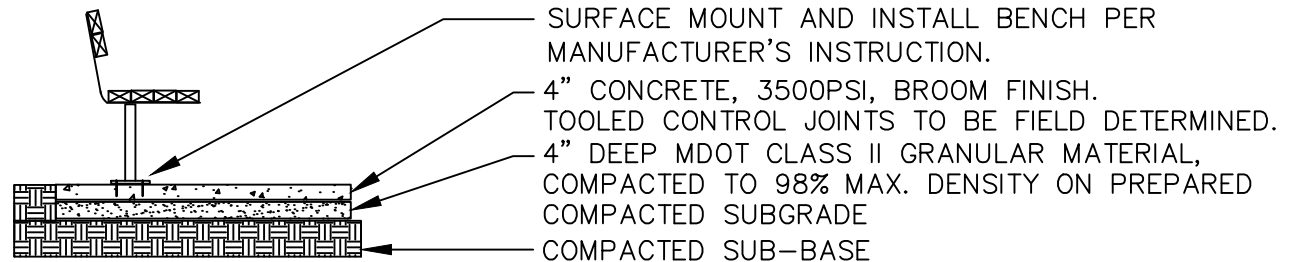 SURFACE MOUNT AND INSTALL BENCH PER
MANUFACTURER'S INSTRUCTION.
4" CONCRETE, 3500PSI, BROOM FINISH.
TOOLED CONTROL JOINTS TO BE FIELD DETERMINED.
4" DEEP MDOT CLASS II GRANULAR MATERIAL,
COMPACTED TO 98% MAX. DENSITY ON PREPARED
COMPACTED SUBGRADE
COMPACTED SUB-BASE